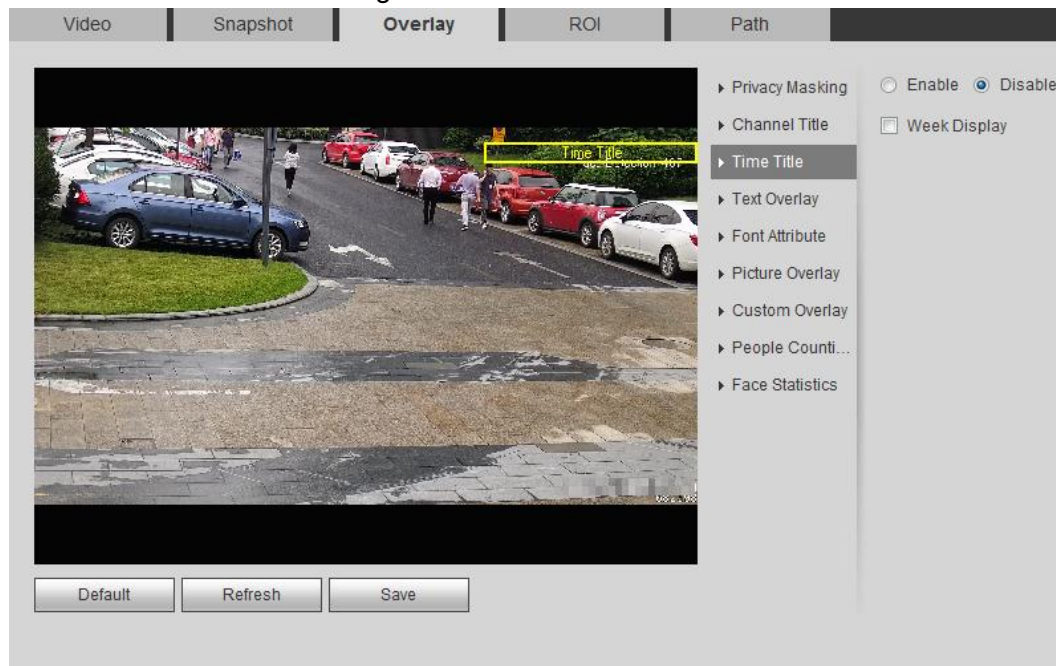 Video Snapshot Overlay ROI Path
Privacy Masking
Enable Disable
Channel Title
Week Display
Time Title
Time Title
Text Overlay
Font Attribute
Picture Overlay
Custom Overlay
People Counti...
Face Statistics
Default Refresh Save